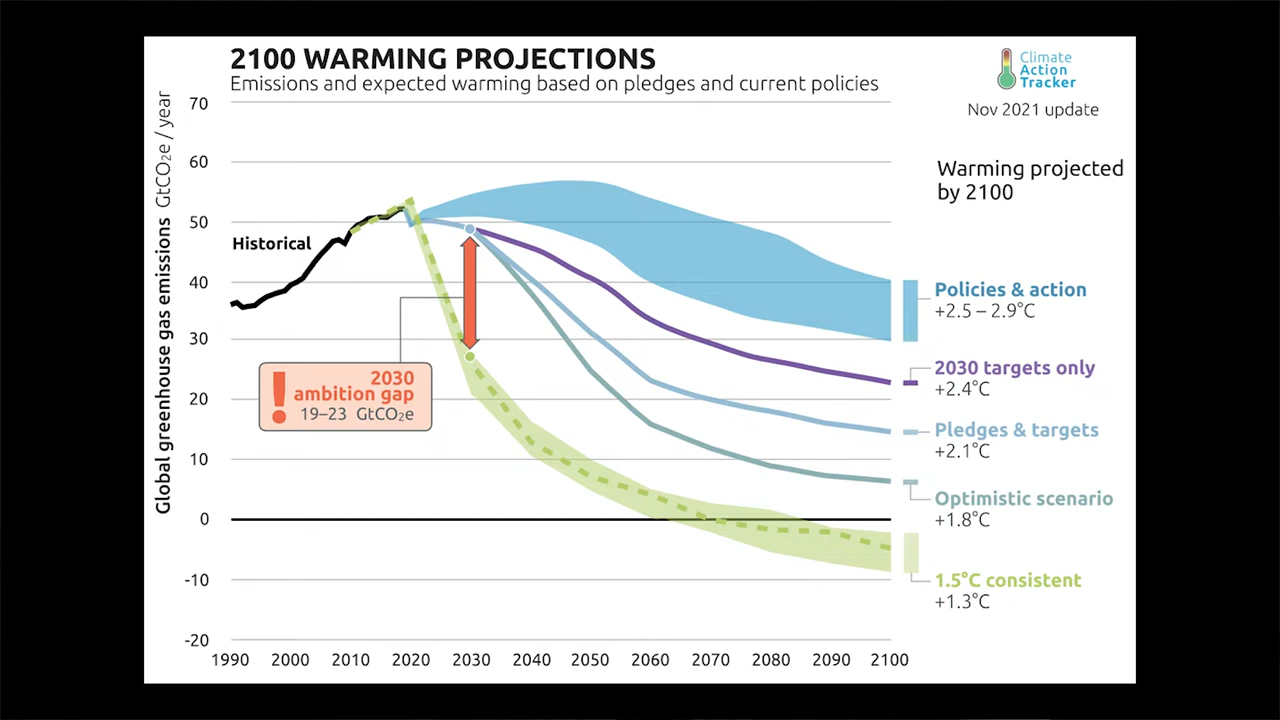 2100 WARMING PROJECTIONS
Emissions and expected warming based on pledges and current policies
Climate
Action
Tracker
Nov 2021 update
Global greenhouse gas emissions GtCO₂e / year
70
60
50
40
30
20
10
0
-10
-20
Historical
2030
ambition gap
19–23 GtCO₂e
Warming projected
by 2100
Policies & action
+2.5 – 2.9°C
2030 targets only
+2.4°C
Pledges & targets
+2.1°C
Optimistic scenario
+1.8°C
1.5°C consistent
+1.3°C
1990 2000 2010 2020 2030 2040 2050 2060 2070 2080 2090 2100